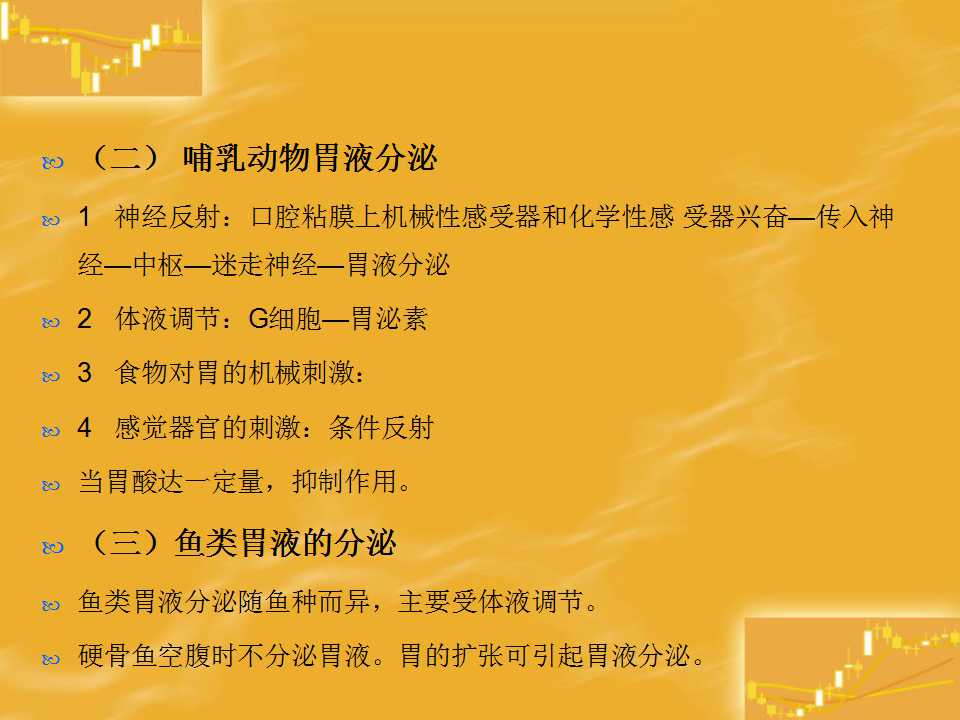 （二） 哺乳动物胃液分泌
1 神经反射：口腔粘膜上机械性感受器和化学性感 受器兴奋—传入神
经—中枢—迷走神经—胃液分泌
2 体液调节：G细胞—胃泌素
3 食物对胃的机械刺激：
4 感觉器官的刺激：条件反射
当胃酸达一定量，抑制作用。
（三）鱼类胃液的分泌
鱼类胃液分泌随鱼种而异，主要受体液调节。
硬骨鱼空腹时不分泌胃液。胃的扩张可引起胃液分泌。